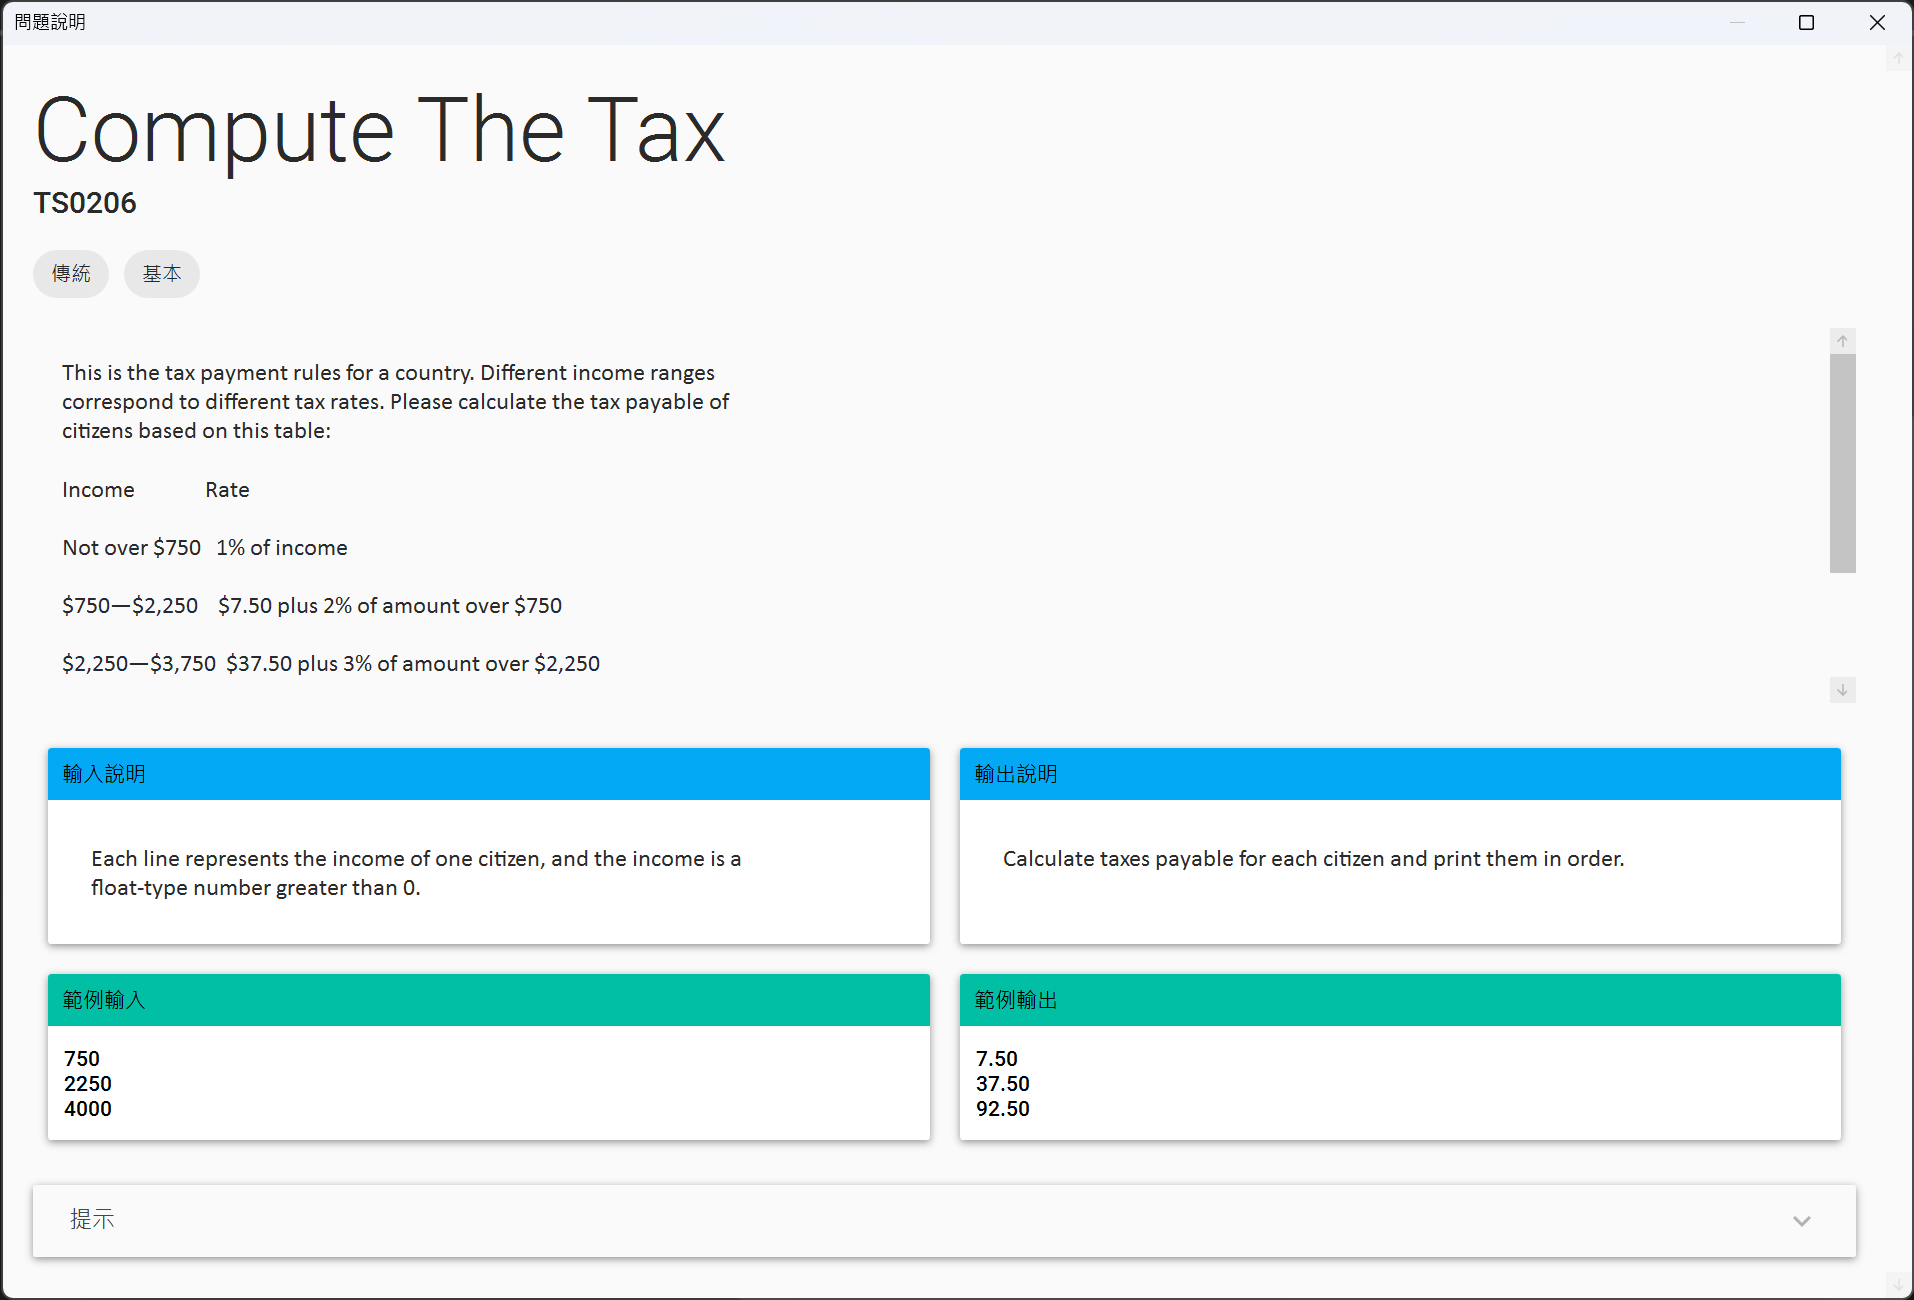 問題說明
Compute The Tax
TS0206
傳統 基本
This is the tax payment rules for a country. Different income ranges
correspond to different tax rates. Please calculate the tax payable of
citizens based on this table:
Income Rate
Not over $750 1% of income
$750—$2,250 $7.50 plus 2% of amount over $750
$2,250—$3,750 $37.50 plus 3% of amount over $2,250
輸入說明
Each line represents the income of one citizen, and the income is a
float-type number greater than 0.
輸出說明
Calculate taxes payable for each citizen and print them in order.
範例輸入
750
2250
4000
範例輸出
7.50
37.50
92.50
提示